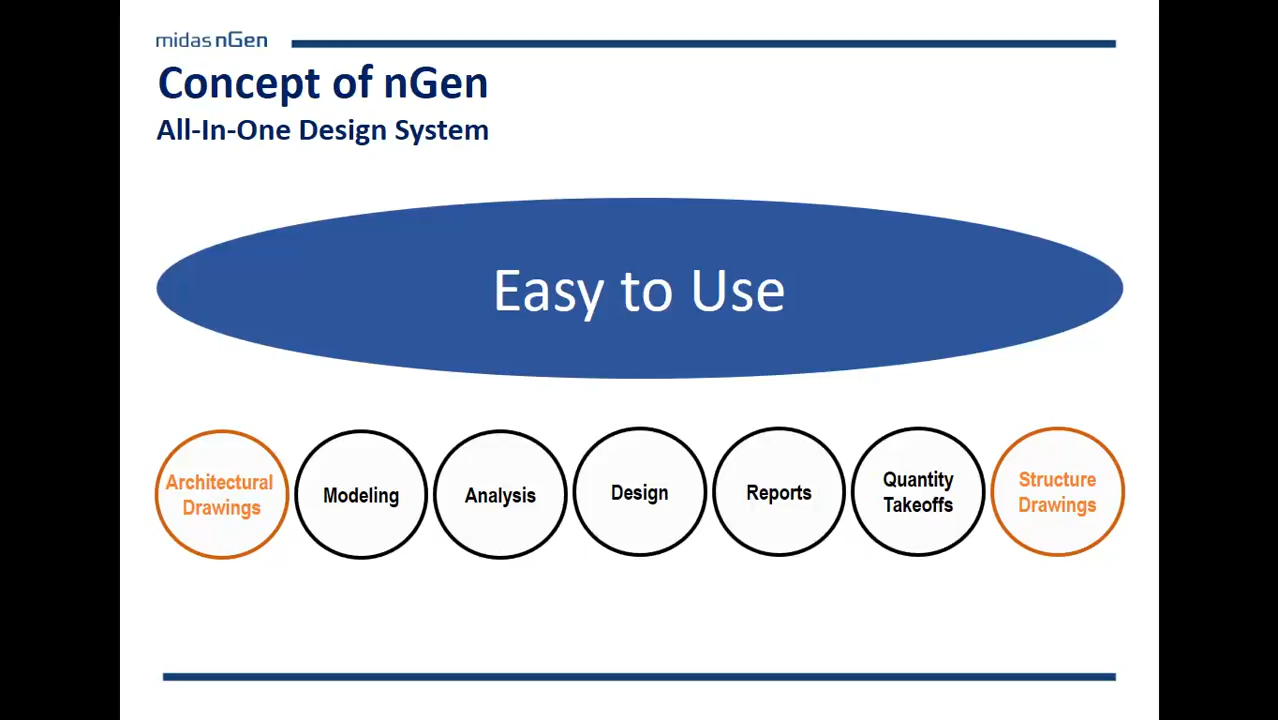 midas nGen
Concept of nGen
All-In-One Design System
Easy to Use
Architectural
Drawings
Modeling
Analysis
Design
Reports
Quantity
Takeoffs
Structure
Drawings